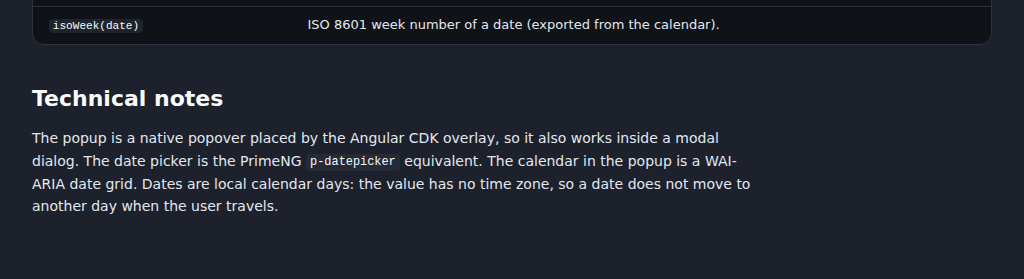 isoWeek(date) ISO 8601 week number of a date (exported from the calendar).
Technical notes
The popup is a native popover placed by the Angular CDK overlay, so it also works inside a modal
dialog. The date picker is the PrimeNG p-datepicker equivalent. The calendar in the popup is a WAI-
ARIA date grid. Dates are local calendar days: the value has no time zone, so a date does not move to
another day when the user travels.